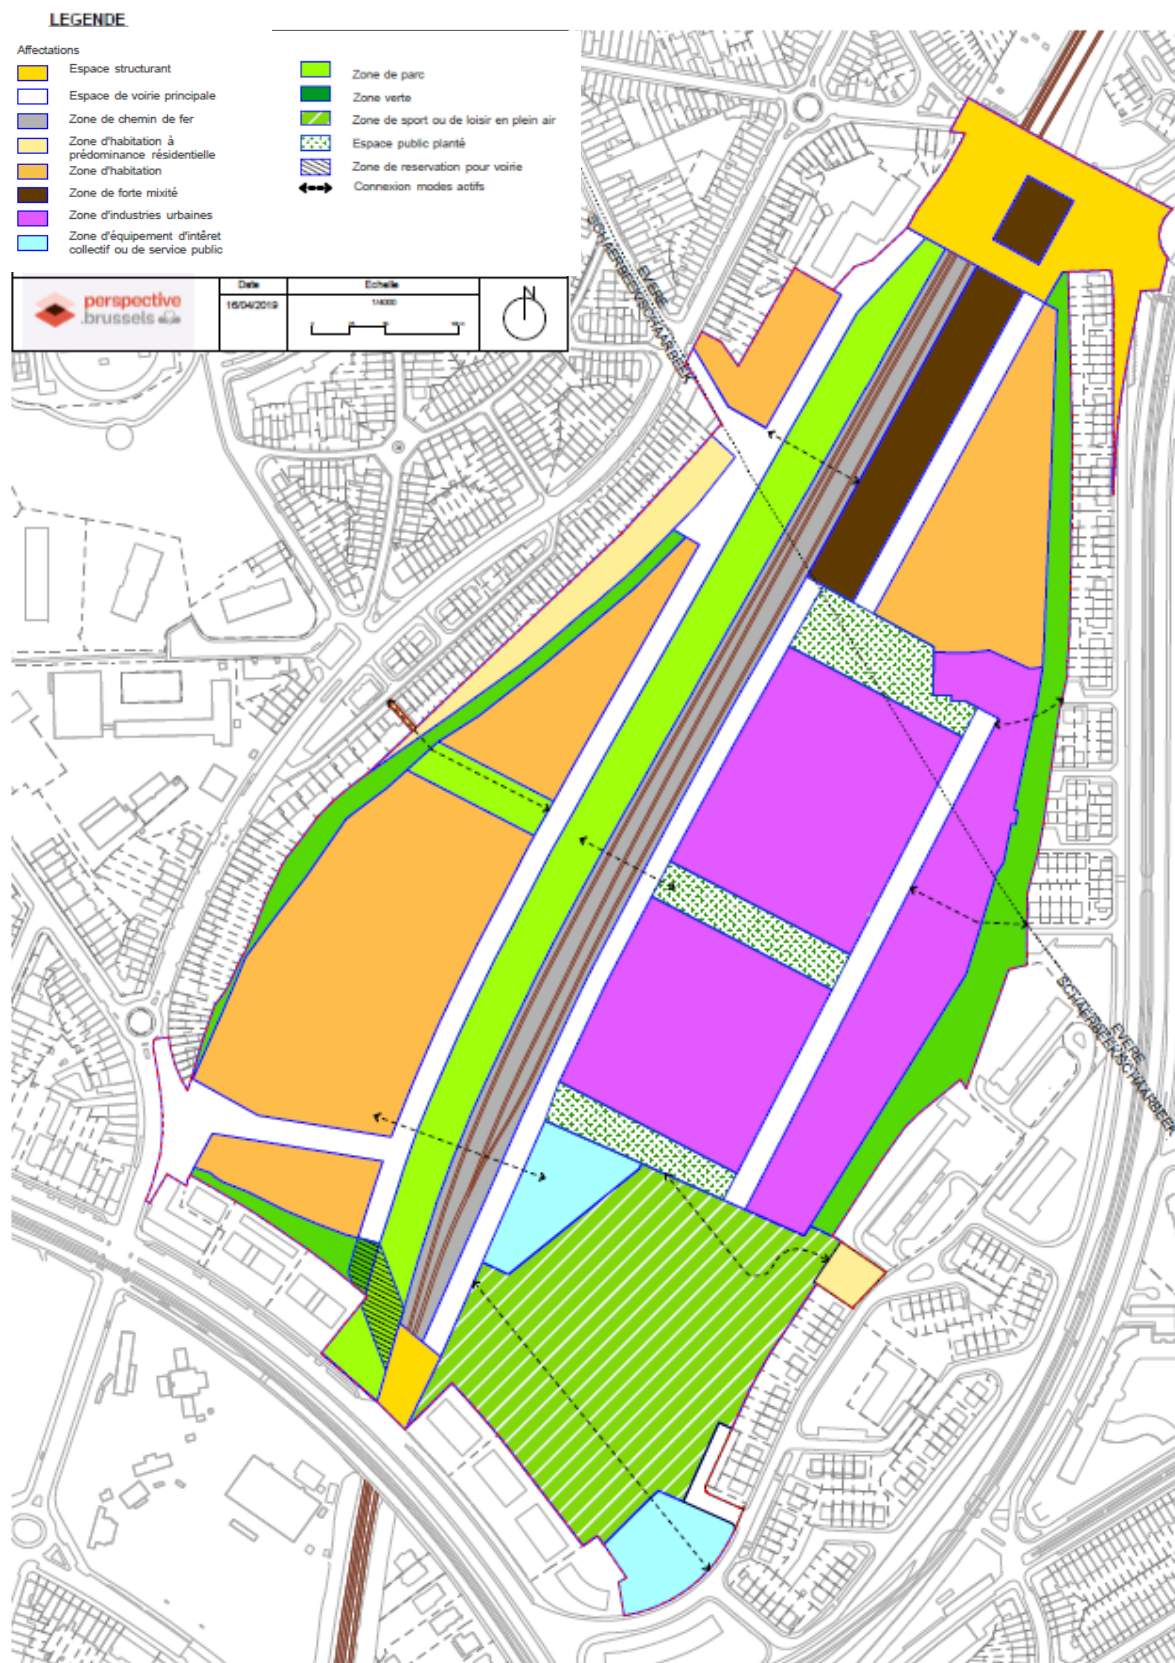 LEGENDE
Affectations
Espace structurant
Espace de voirie principale
Zone de chemin de fer
Zone d'habitation à
prédominance résidentielle
Zone d'habitation
Zone de forte mixité
Zone d'industries urbaines
Zone d'équipement d'intêret
collectif ou de service public
Zone de parc
Zone verte
Zone de sport ou de loisir en plein air
Espace public planté
Zone de reservation pour voirie
Connexion modes actifs
perspective
.brussels
Date
16/04/2019
Echelle
1/4000
N
EVERE
SCHAERBEEK/SCHAARBEEK
EVERE
SCHAERBEEK/SCHAARBEEK